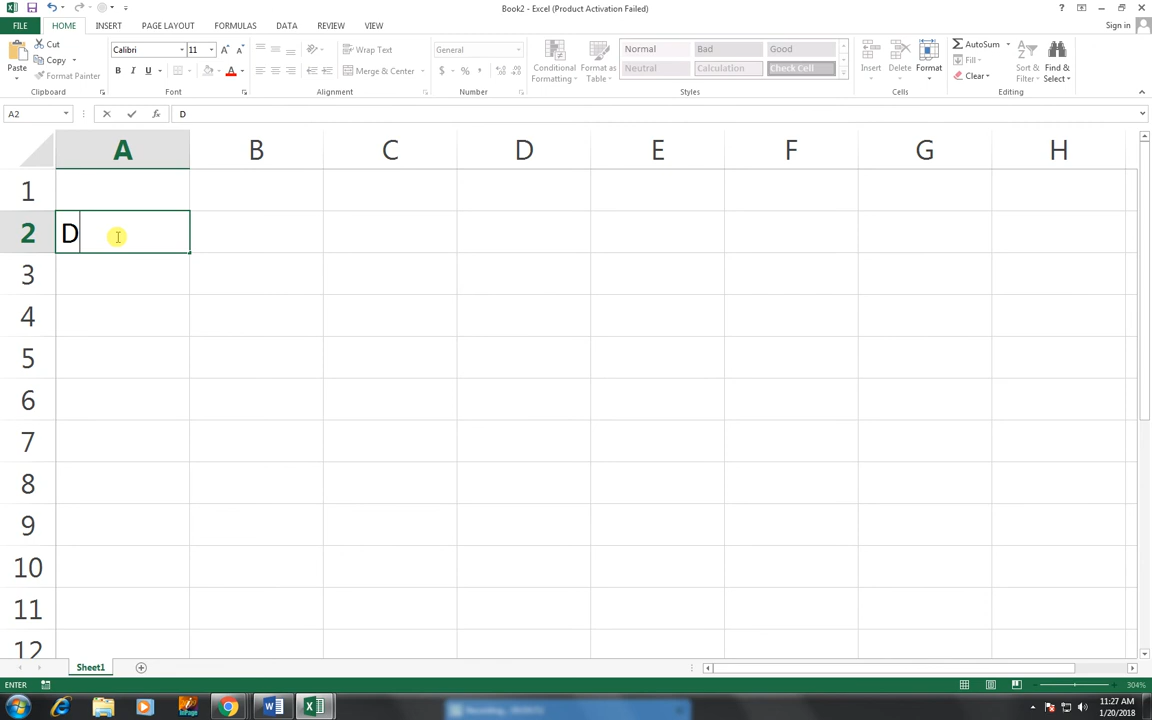 Book2 - Excel (Product Activation Failed)
FILE HOME INSERT PAGE LAYOUT FORMULAS DATA REVIEW VIEW Sign in
Paste Cut Copy Format Painter Clipboard
Calibri 11 B I U A Font
Wrap Text Merge & Center Alignment
General $ % Number
Conditional Formatting Format as Table Normal Bad Good Neutral Calculation Check Cell Styles
Insert Delete Format Cells
AutoSum Fill Clear Sort & Filter Find & Select Editing
A2 fx D
A B C D E F G H
1
2 D
3
4
5
6
7
8
9
10
11
12
Sheet1
ENTER 304%
11:27 AM
1/20/2018